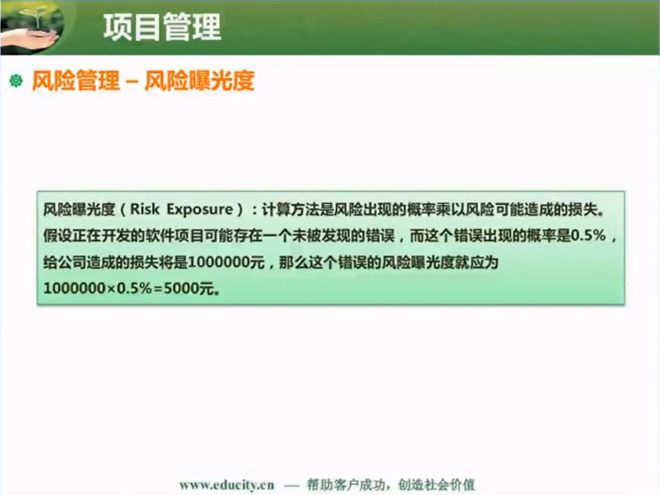 项目管理
风险管理 – 风险曝光度
风险曝光度（Risk Exposure）：计算方法是风险出现的概率乘以风险可能造成的损失。
假设正在开发的软件项目可能存在一个未被发现的错误，而这个错误出现的概率是0.5%，
给公司造成的损失将是1000000元，那么这个错误的风险曝光度就应为
1000000×0.5%=5000元。
www.educity.cn — 帮助客户成功，创造社会价值